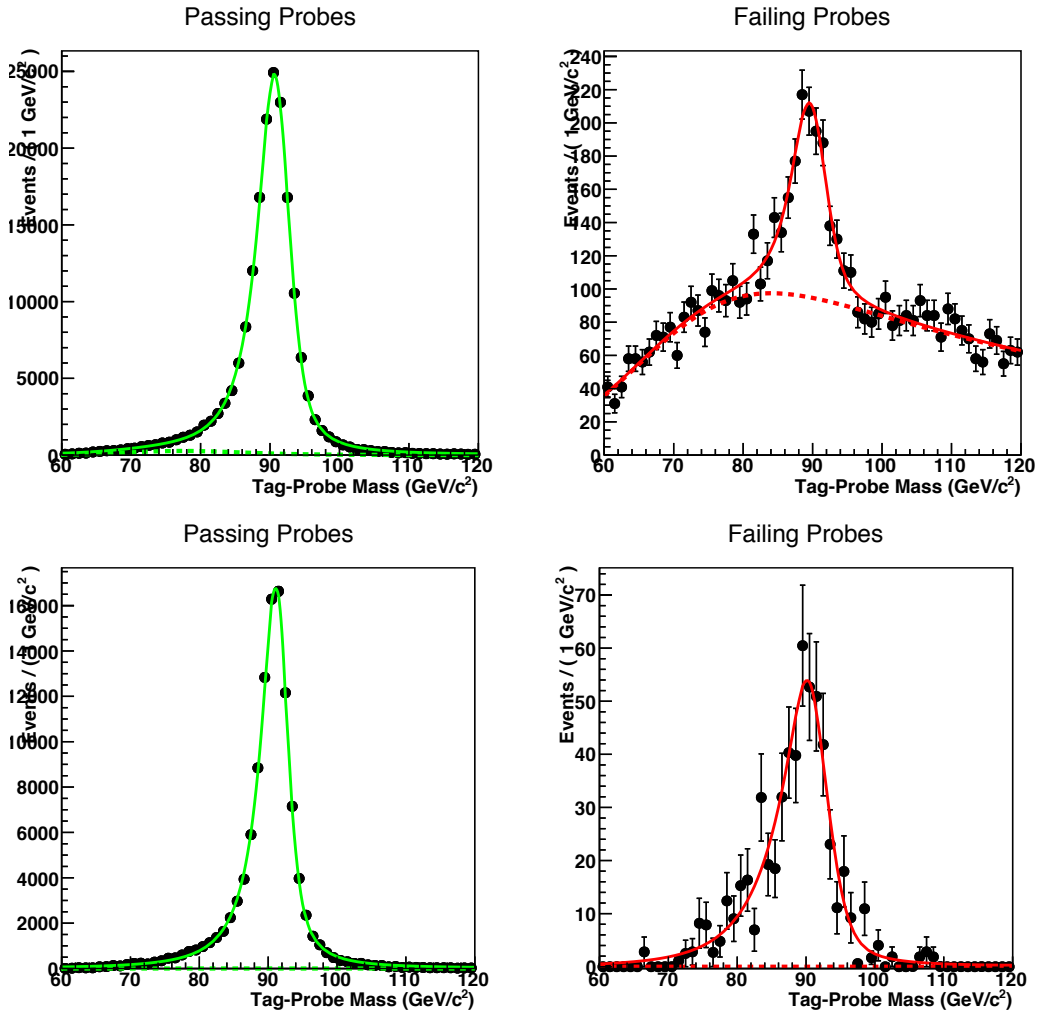 Passing Probes
Failing Probes
Events / ( 1 GeV/c² )
25000
20000
15000
10000
5000
0
60 70 80 90 100 110 120
Tag-Probe Mass (GeV/c²)
Events / ( 1 GeV/c² )
240
220
200
180
160
140
120
100
80
60
40
20
0
60 70 80 90 100 110 120
Tag-Probe Mass (GeV/c²)
Passing Probes
Failing Probes
Events / ( 1 GeV/c² )
16000
14000
12000
10000
8000
6000
4000
2000
0
60 70 80 90 100 110 120
Tag-Probe Mass (GeV/c²)
Events / ( 1 GeV/c² )
70
60
50
40
30
20
10
0
60 70 80 90 100 110 120
Tag-Probe Mass (GeV/c²)